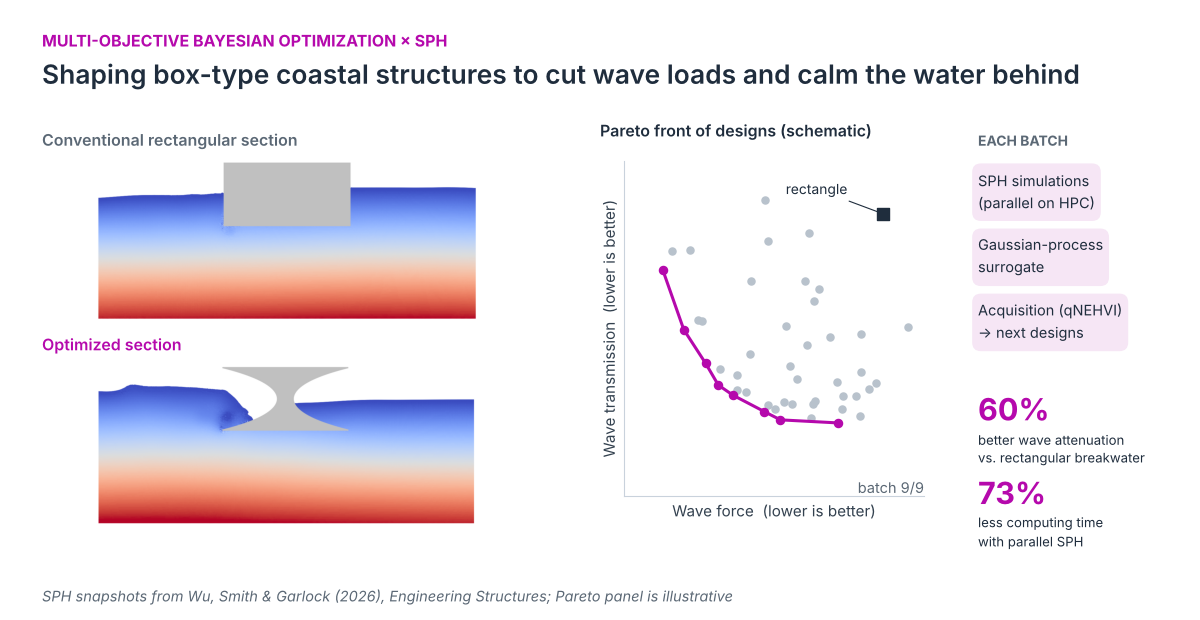 MULTI-OBJECTIVE BAYESIAN OPTIMIZATION × SPH
Shaping box-type coastal structures to cut wave loads and calm the water behind
Conventional rectangular section
Optimized section
Pareto front of designs (schematic)
rectangle
Wave transmission (lower is better)
batch 9/9
Wave force (lower is better)
EACH BATCH
SPH simulations
(parallel on HPC)
Gaussian-process
surrogate
Acquisition (qNEHVI)
→ next designs
60%
better wave attenuation
vs. rectangular breakwater
73%
less computing time
with parallel SPH
SPH snapshots from Wu, Smith & Garlock (2026), Engineering Structures; Pareto panel is illustrative